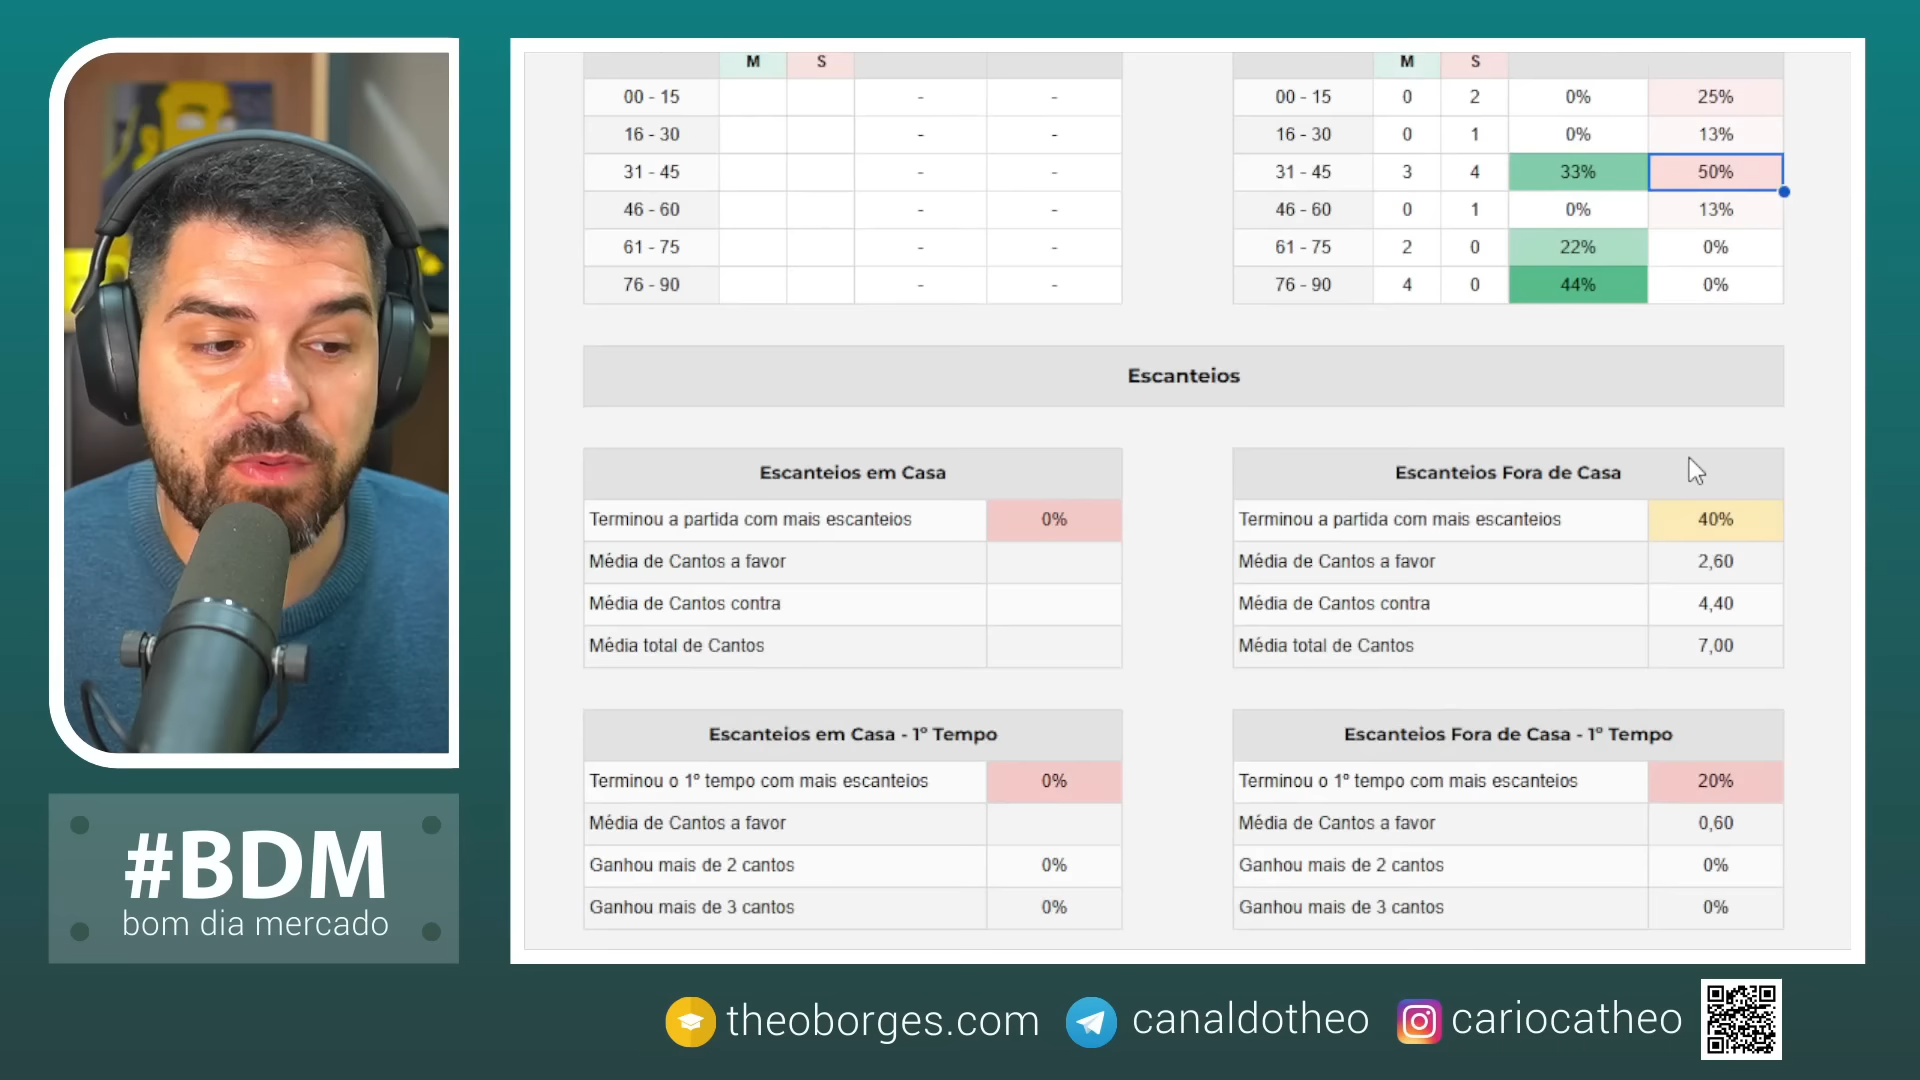 M S
00 - 15 - -
16 - 30 - -
31 - 45 - -
46 - 60 - -
61 - 75 - -
76 - 90 - -
M S
00 - 15 0 2 0% 25%
16 - 30 0 1 0% 13%
31 - 45 3 4 33% 50%
46 - 60 0 1 0% 13%
61 - 75 2 0 22% 0%
76 - 90 4 0 44% 0%
Escanteios
Escanteios em Casa
Terminou a partida com mais escanteios 0%
Média de Cantos a favor
Média de Cantos contra
Média total de Cantos
Escanteios Fora de Casa
Terminou a partida com mais escanteios 40%
Média de Cantos a favor 2,60
Média de Cantos contra 4,40
Média total de Cantos 7,00
Escanteios em Casa - 1º Tempo
Terminou o 1º tempo com mais escanteios 0%
Média de Cantos a favor
Ganhou mais de 2 cantos 0%
Ganhou mais de 3 cantos 0%
Escanteios Fora de Casa - 1º Tempo
Terminou o 1º tempo com mais escanteios 20%
Média de Cantos a favor 0,60
Ganhou mais de 2 cantos 0%
Ganhou mais de 3 cantos 0%
#BDM
bom dia mercado
theoborges.com canaldotheo cariocatheo